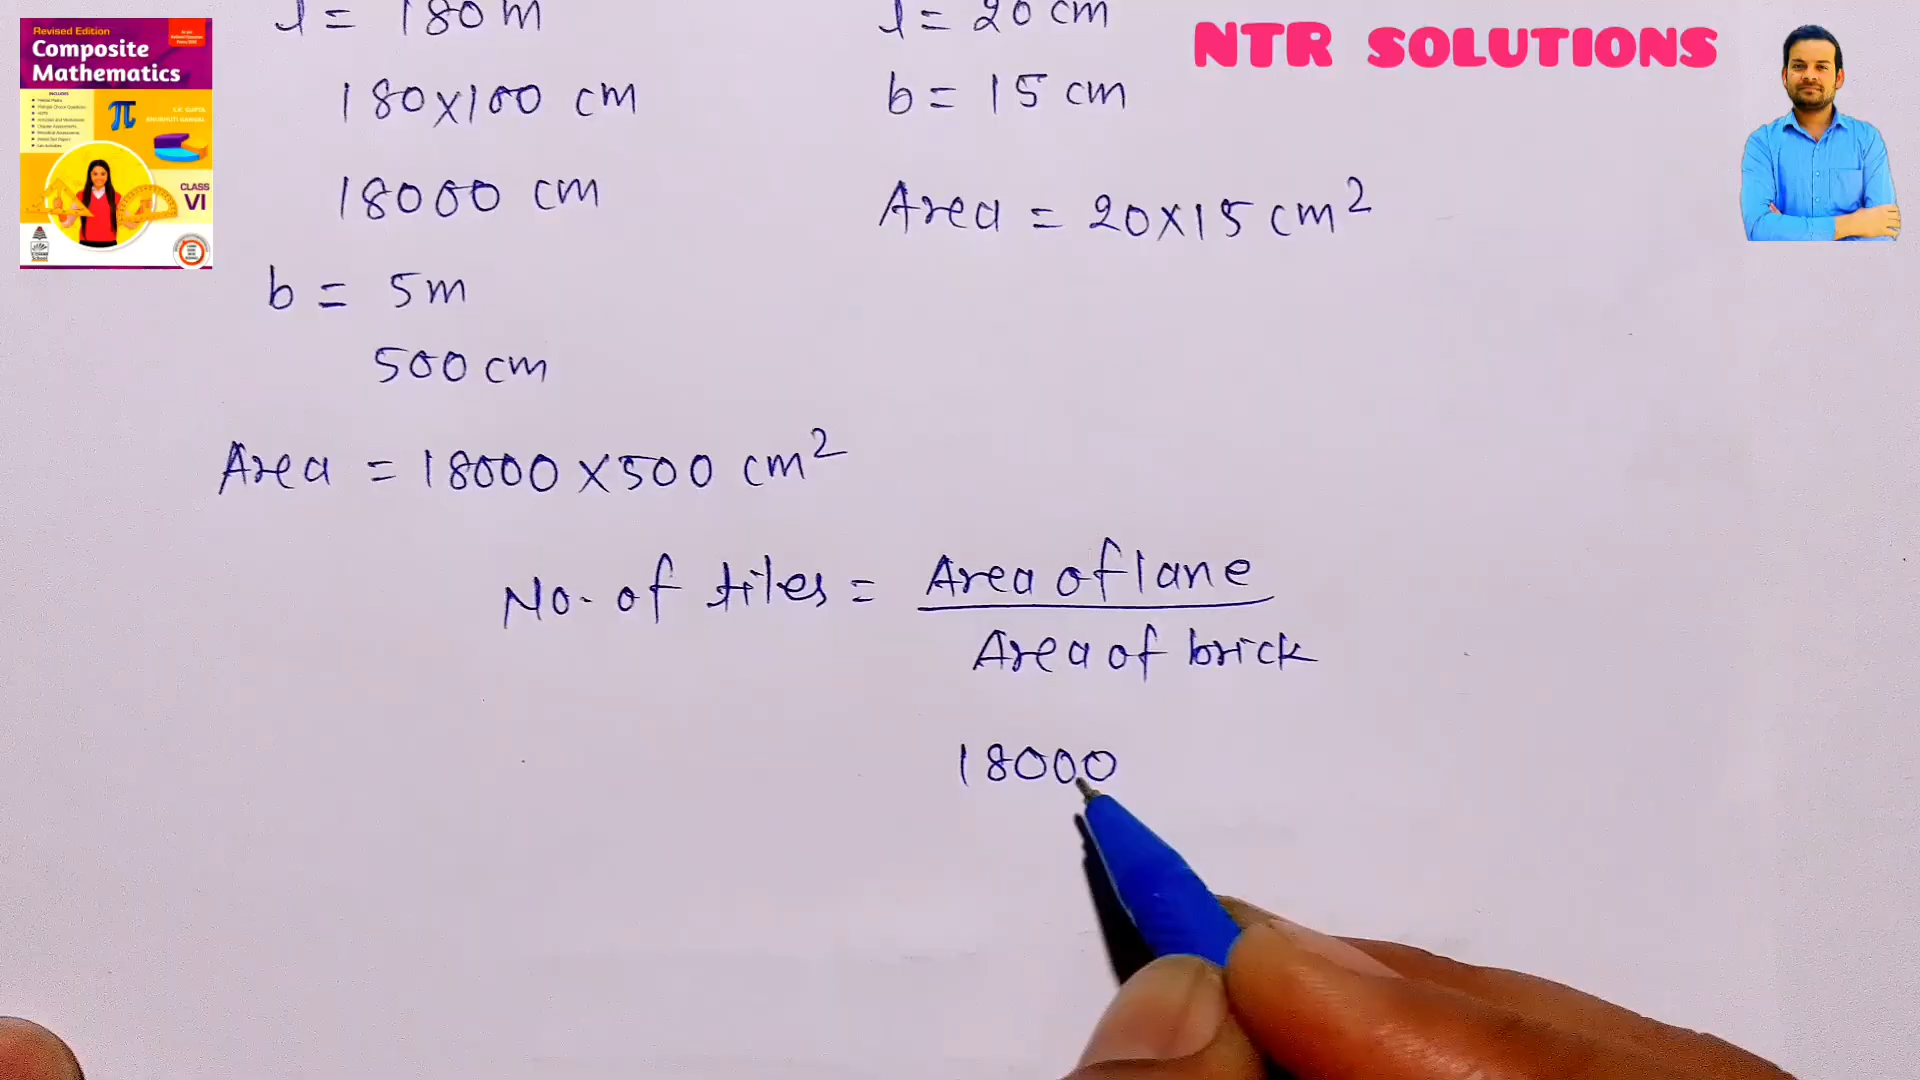 Revised Edition
Composite
Mathematics
INCLUDES
CLASS
VI
NTR SOLUTIONS
l = 180 m
180x100 cm
18000 cm
b = 5m
500 cm
Area = 18000 x 500 cm²
l = 20 cm
b = 15 cm
Area = 20x15 cm²
No. of tiles = Area of lane
Area of brick
18000